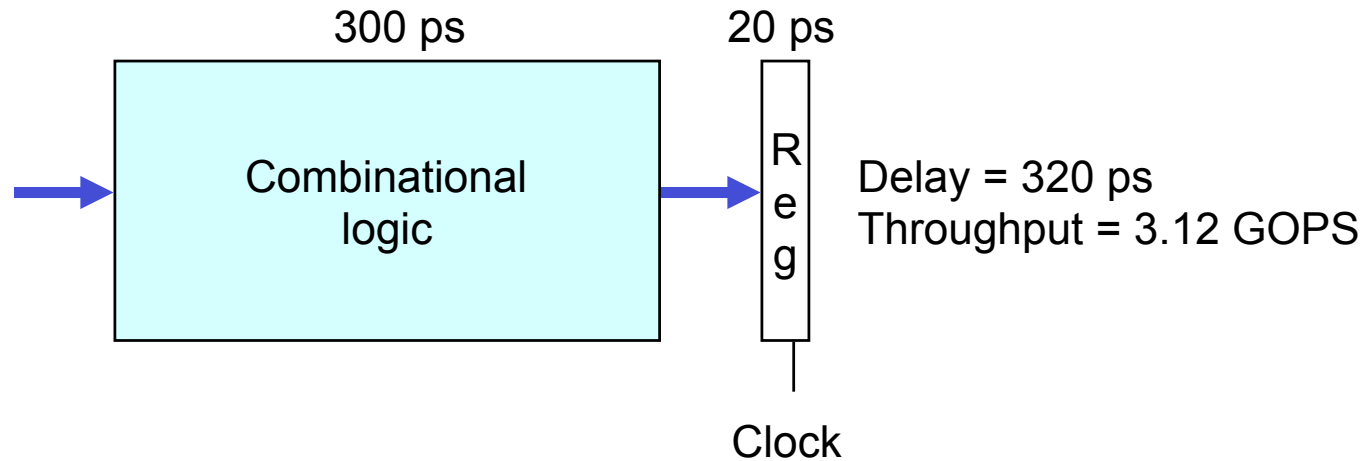 300 ps
20 ps
Combinational
logic
R
e
g
Delay = 320 ps
Throughput = 3.12 GOPS
Clock